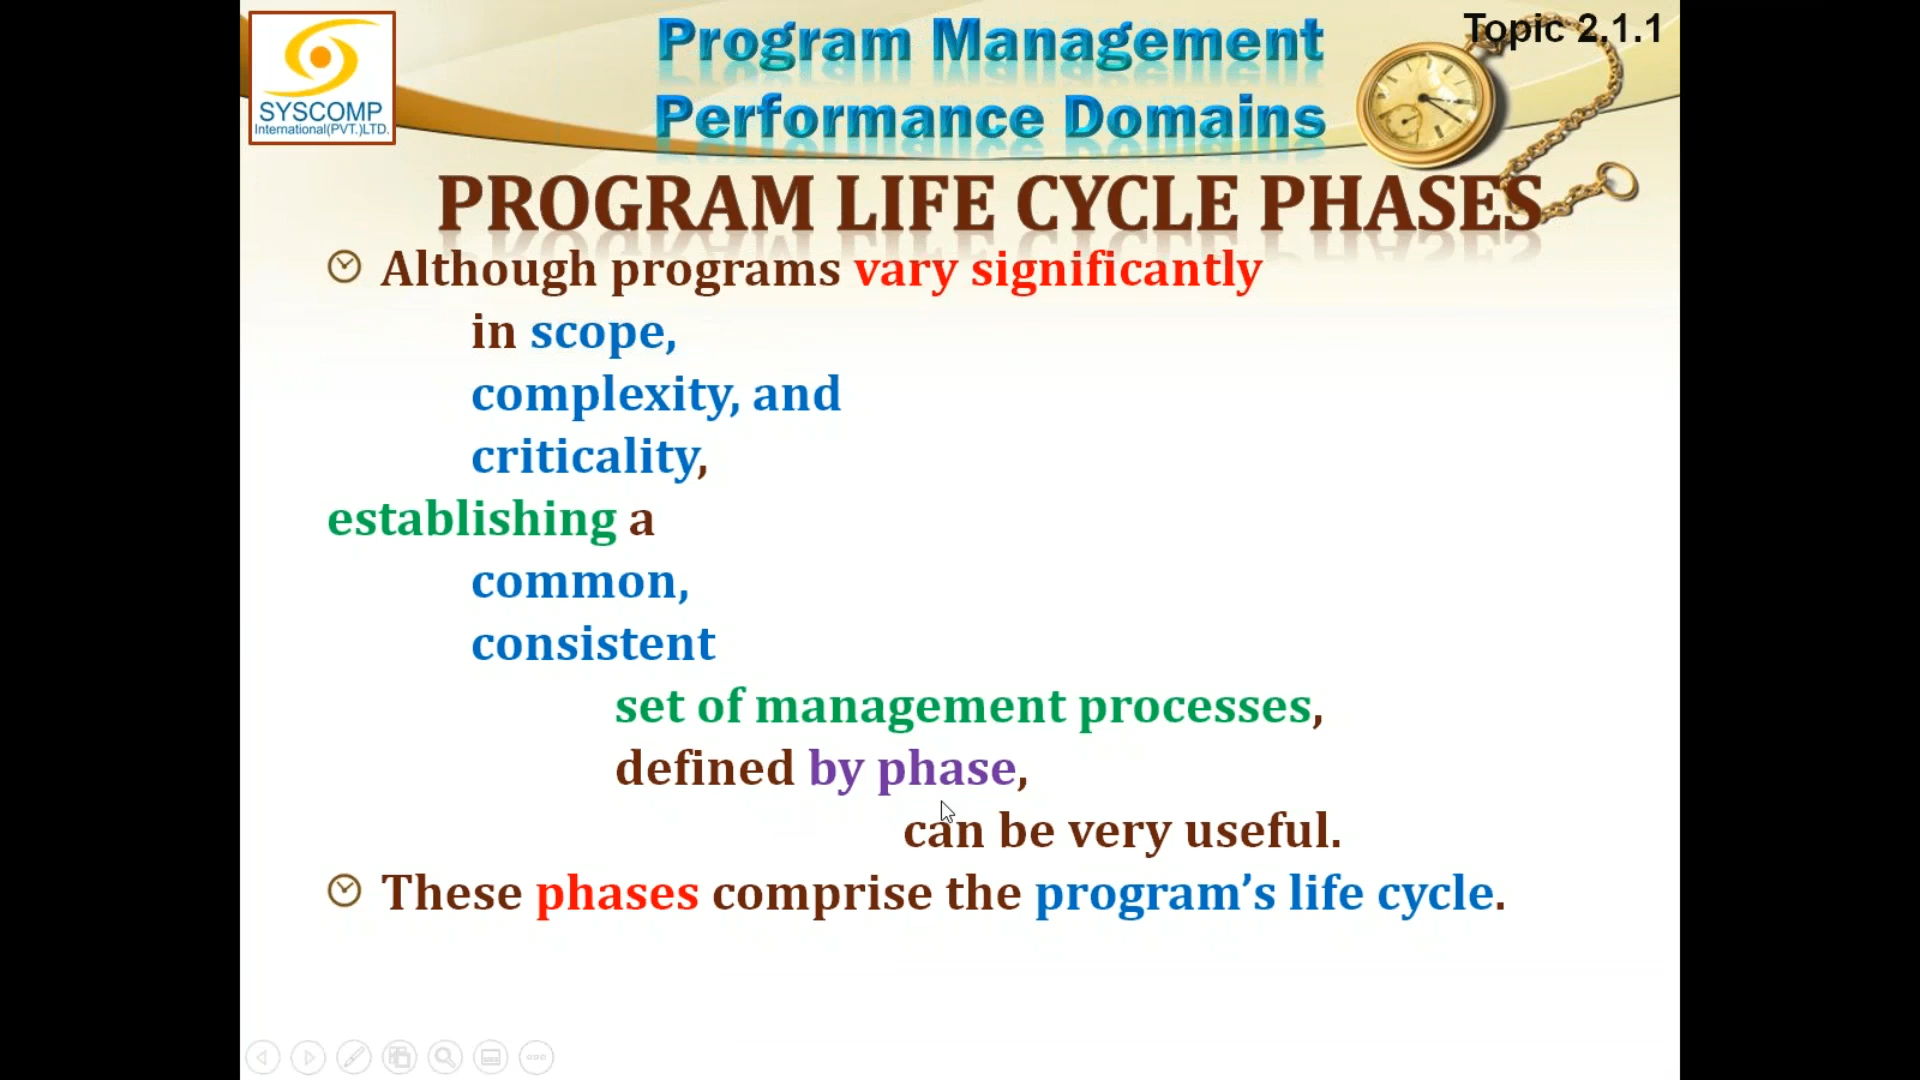 Topic 2.1.1
SYSCOMP
International(PVT.)LTD.
Program Management
Performance Domains
PROGRAM LIFE CYCLE PHASES
Although programs vary significantly
in scope,
complexity, and
criticality,
establishing a
common,
consistent
set of management processes,
defined by phase,
can be very useful.
These phases comprise the program’s life cycle.